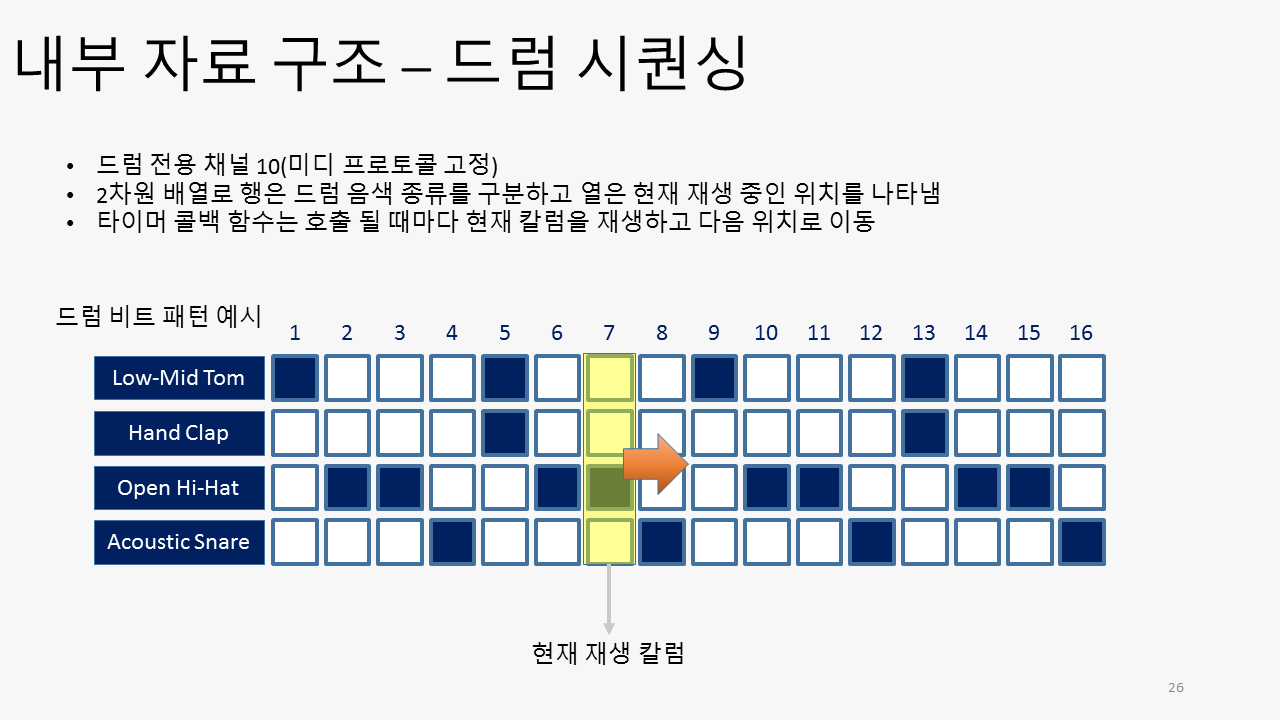 내부 자료 구조 – 드럼 시퀀싱
• 드럼 전용 채널 10(미디 프로토콜 고정)
• 2차원 배열로 행은 드럼 음색 종류를 구분하고 열은 현재 재생 중인 위치를 나타냄
• 타이머 콜백 함수는 호출 될 때마다 현재 칼럼을 재생하고 다음 위치로 이동
드럼 비트 패턴 예시
1 2 3 4 5 6 7 8 9 10 11 12 13 14 15 16
Low-Mid Tom
Hand Clap
Open Hi-Hat
Acoustic Snare
현재 재생 칼럼
26